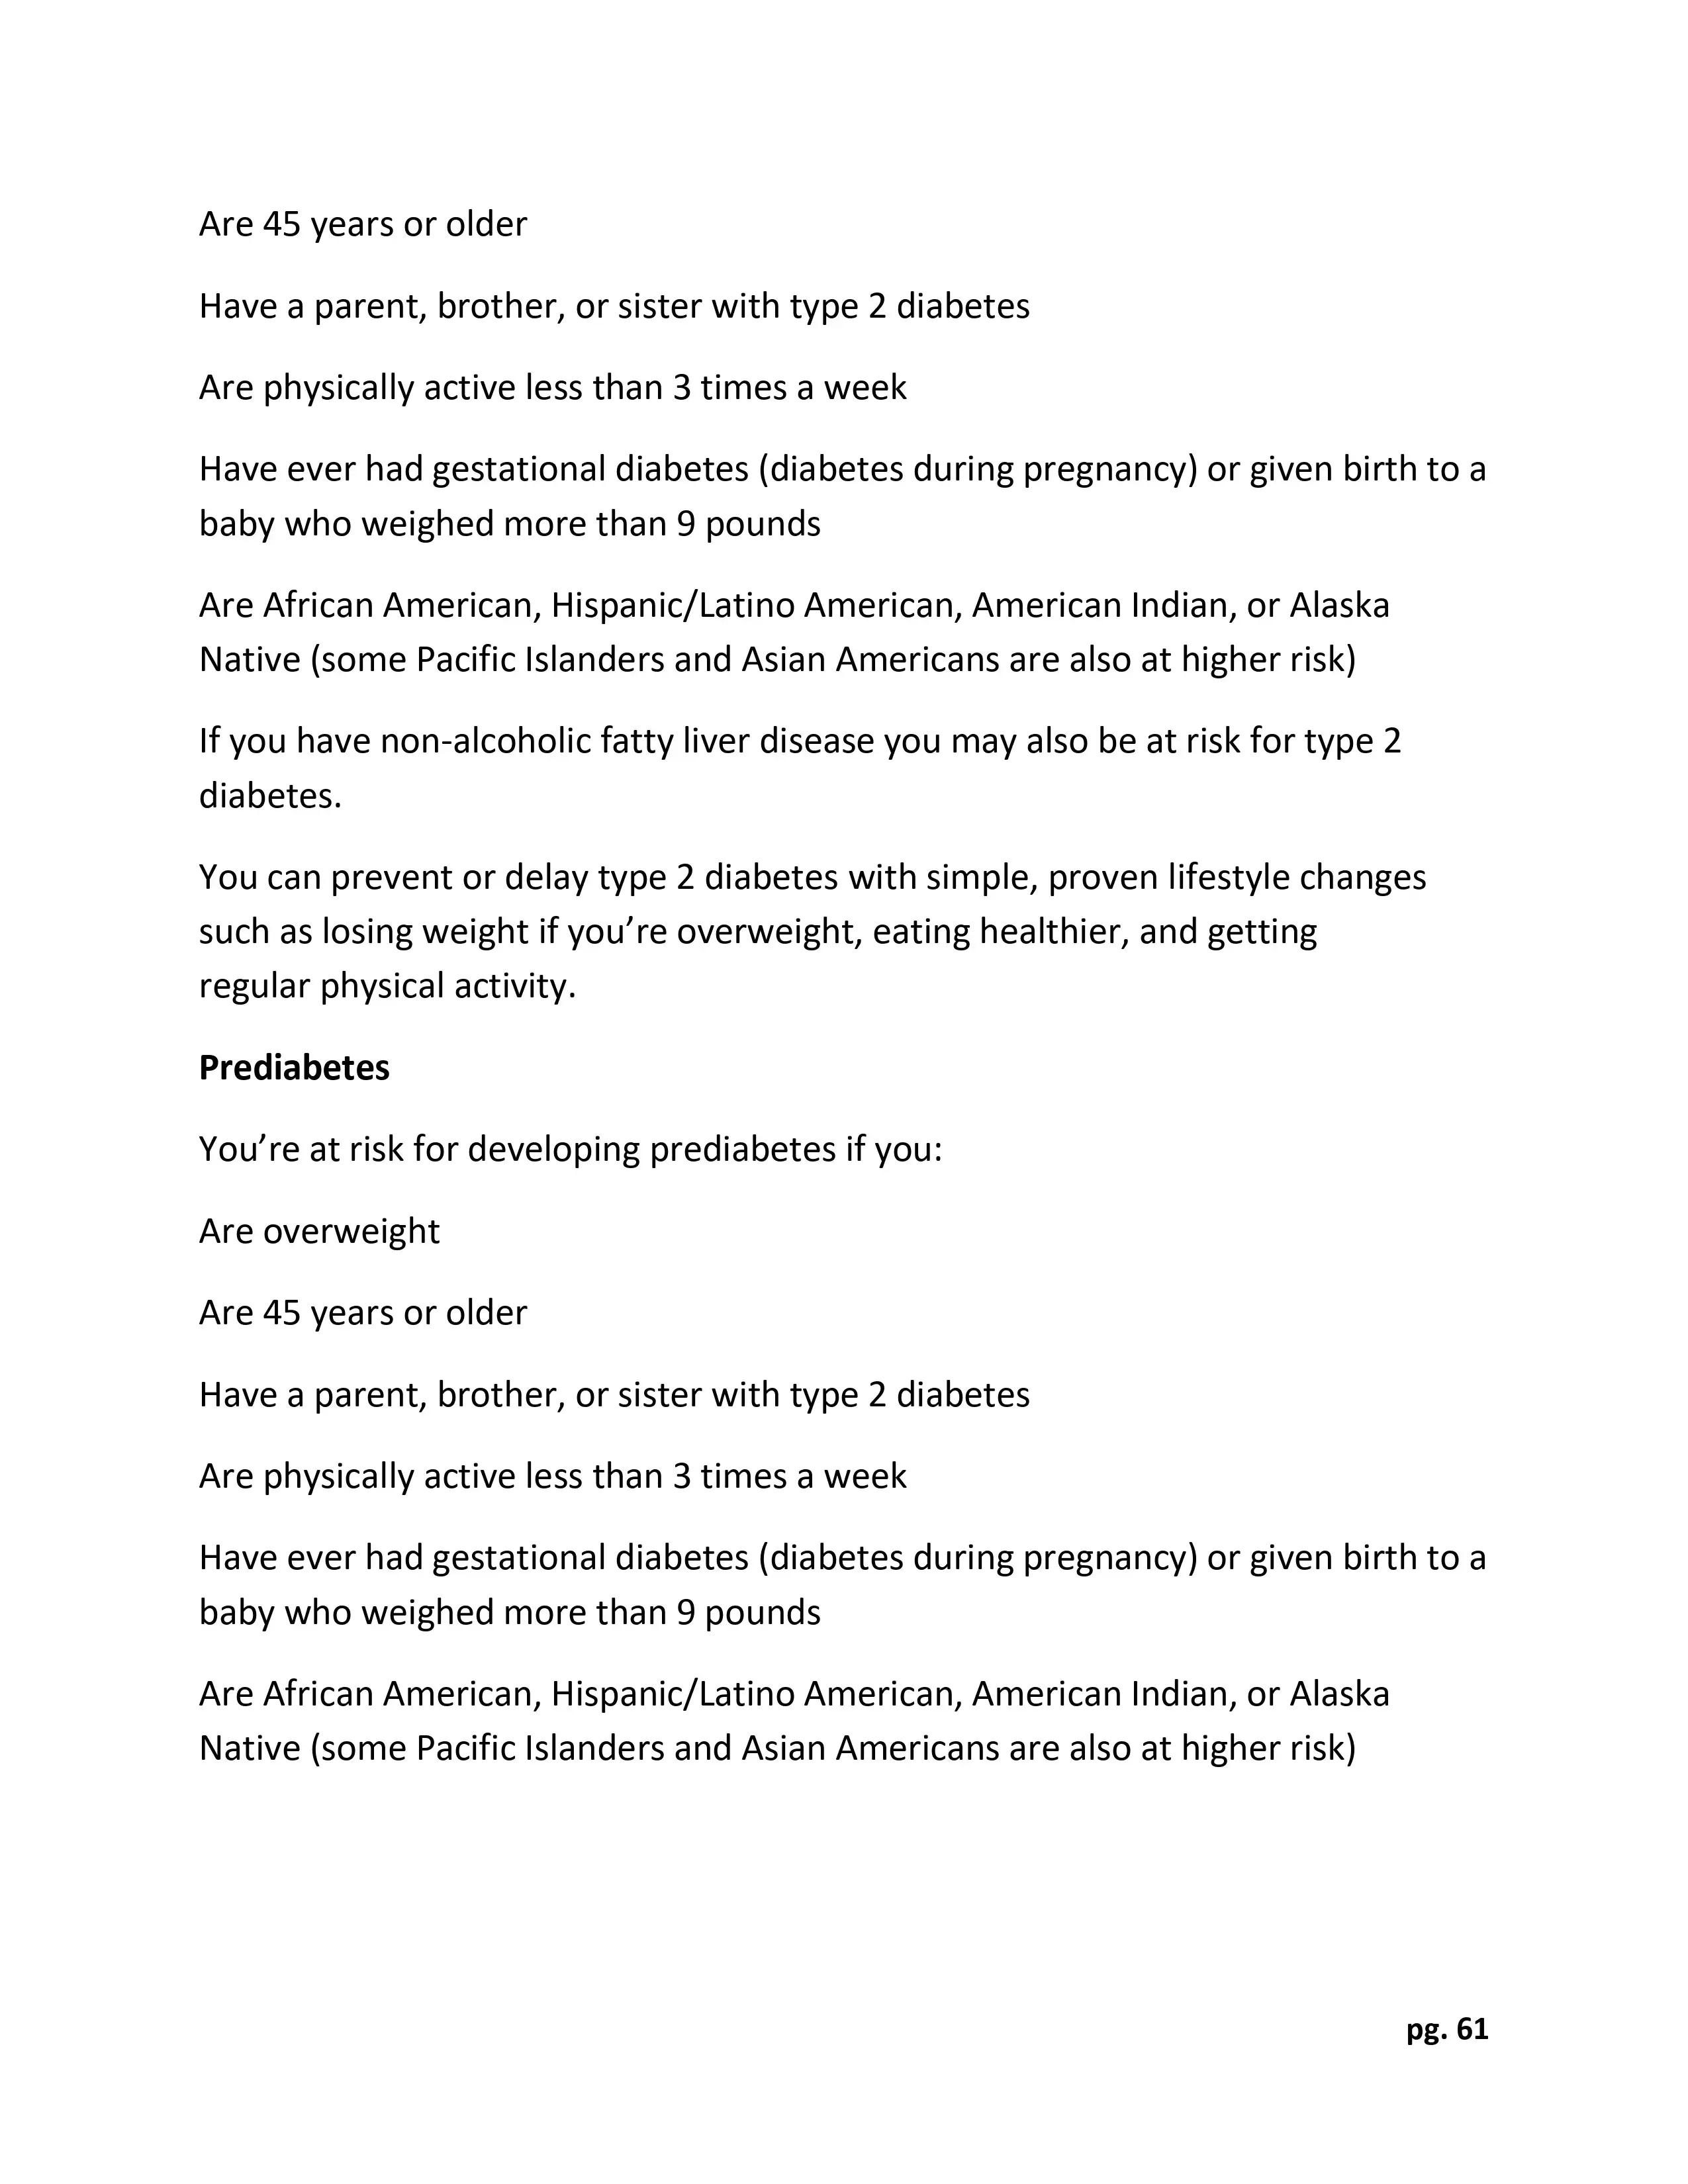 Are 45 years or older
Have a parent, brother, or sister with type 2 diabetes
Are physically active less than 3 times a week
Have ever had gestational diabetes (diabetes during pregnancy) or given birth to a
baby who weighed more than 9 pounds
Are African American, Hispanic/Latino American, American Indian, or Alaska
Native (some Pacific Islanders and Asian Americans are also at higher risk)
If you have non-alcoholic fatty liver disease you may also be at risk for type 2
diabetes.
You can prevent or delay type 2 diabetes with simple, proven lifestyle changes
such as losing weight if you’re overweight, eating healthier, and getting
regular physical activity.
Prediabetes
You’re at risk for developing prediabetes if you:
Are overweight
Are 45 years or older
Have a parent, brother, or sister with type 2 diabetes
Are physically active less than 3 times a week
Have ever had gestational diabetes (diabetes during pregnancy) or given birth to a
baby who weighed more than 9 pounds
Are African American, Hispanic/Latino American, American Indian, or Alaska
Native (some Pacific Islanders and Asian Americans are also at higher risk)
pg. 61